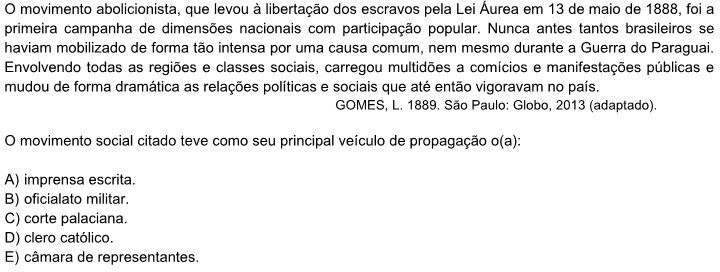 O movimento abolicionista, que levou à libertação dos escravos pela Lei Áurea em 13 de maio de 1888, foi a
primeira campanha de dimensões nacionais com participação popular. Nunca antes tantos brasileiros se
haviam mobilizado de forma tão intensa por uma causa comum, nem mesmo durante a Guerra do Paraguai.
Envolvendo todas as regiões e classes sociais, carregou multidões a comícios e manifestações públicas e
mudou de forma dramática as relações políticas e sociais que até então vigoravam no país.
GOMES, L. 1889. São Paulo: Globo, 2013 (adaptado).
O movimento social citado teve como seu principal veículo de propagação o(a):
A) imprensa escrita.
B) oficialato militar.
C) corte palaciana.
D) clero católico.
E) câmara de representantes.